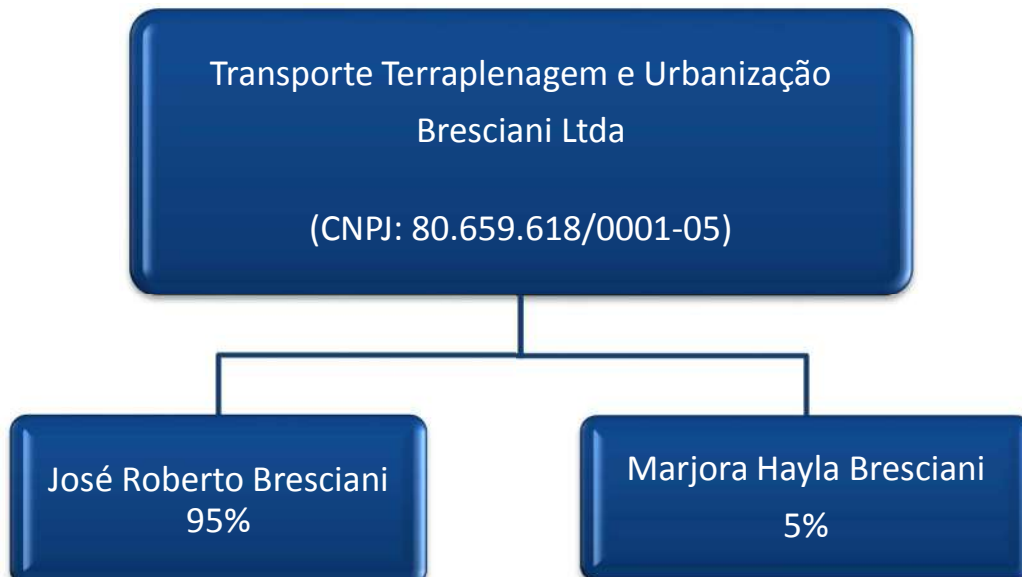 Transporte Terraplenagem e Urbanização
Bresciani Ltda
(CNPJ: 80.659.618/0001-05)
José Roberto Bresciani
95%
Marjora Hayla Bresciani
5%